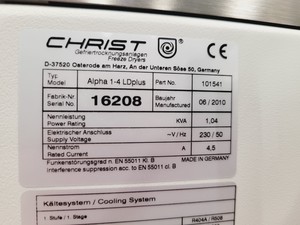 CHRIST
Gefriertrocknungsanlagen
Freeze Dryers
D-37520 Osterode am Harz, An der Unteren Söse 50, Germany
Typ Model Alpha 1-4 LDplus Part No. 101541
Fabrik-Nr Serial No. 16208 Baujahr Manufactured 06 / 2010
Nennleistung
Power Rating KVA 1,04
Elektrischer Anschluss
Supply Voltage ~V / Hz 230 / 50
Nennstrom
Rated Current A 4,5
Funkentstörungsgrad n. EN 55011 Kl. B
Interference suppression acc. to EN 55011 MADE IN GERMANY
Kältesystem / Cooling System
1. Stufe / 1. Stage R404A / R508